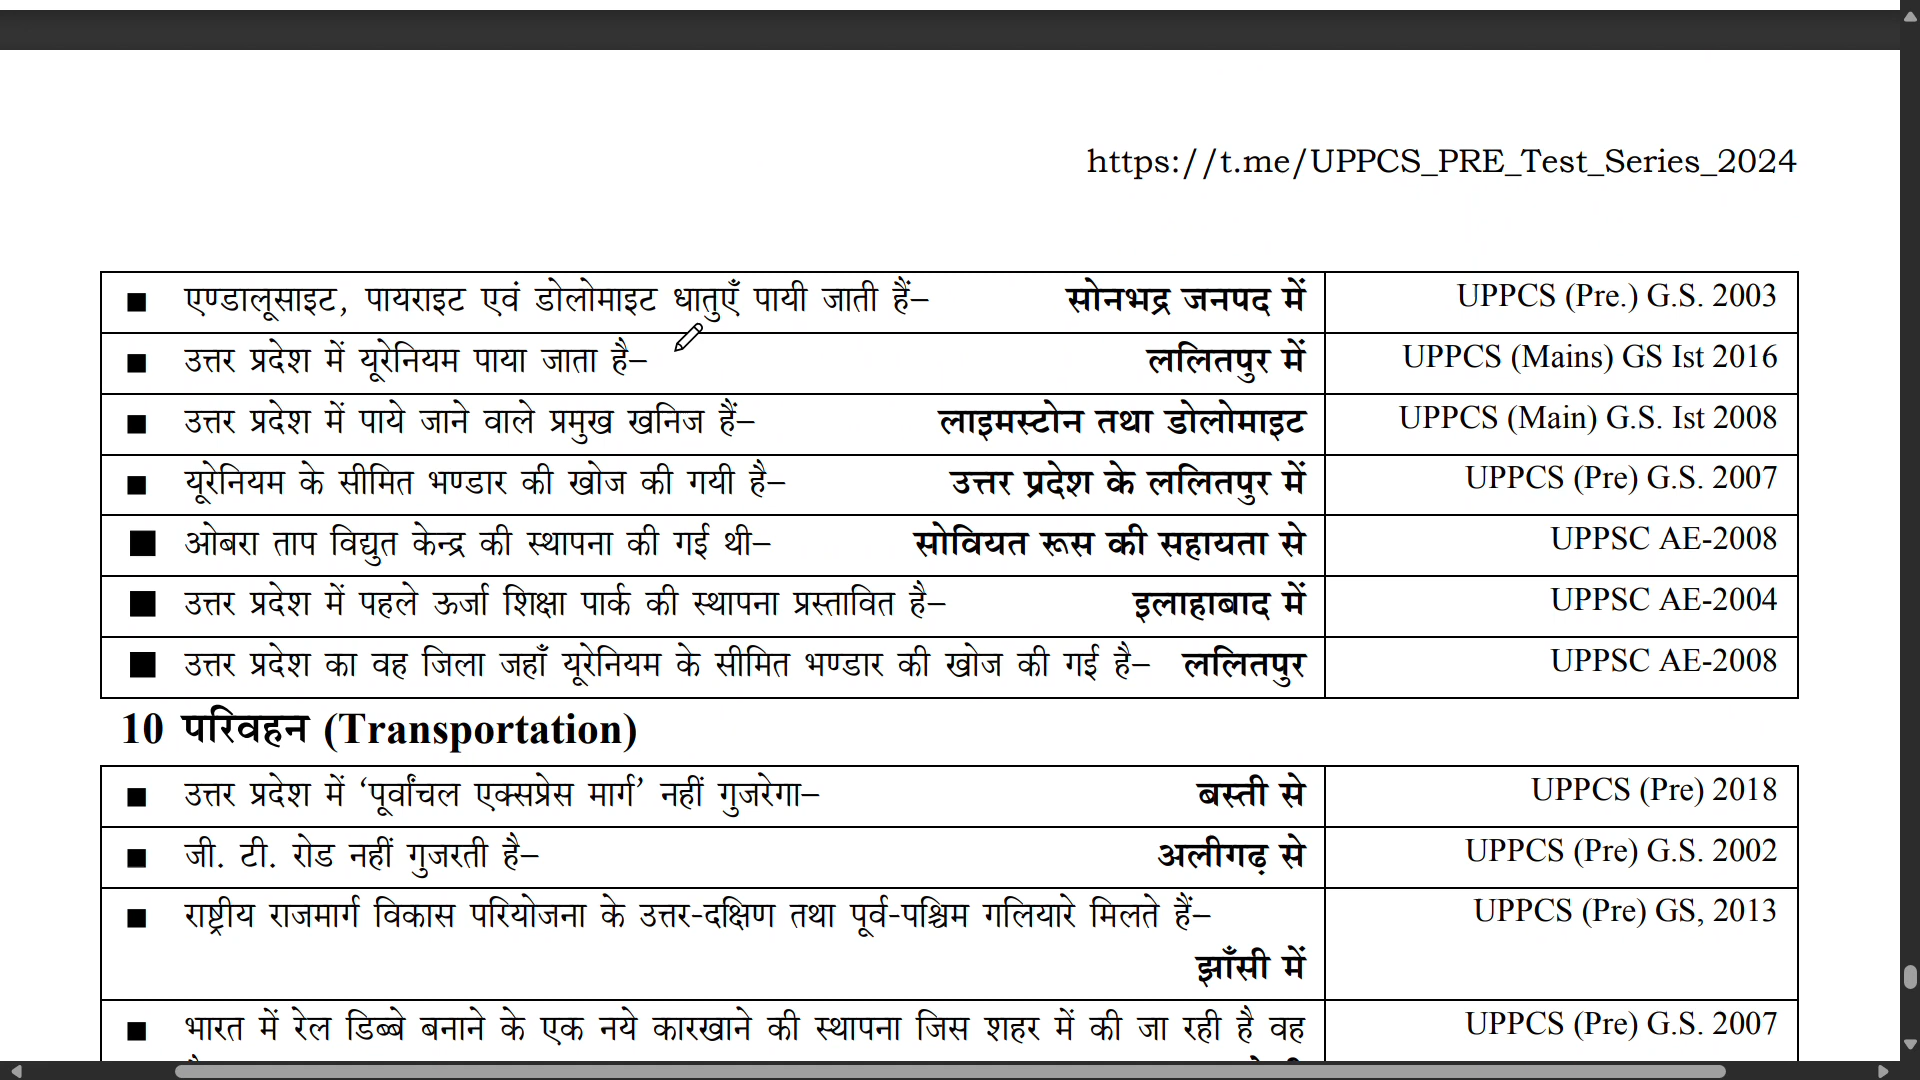 https://t.me/UPPCS_PRE_Test_Series_2024
■ एण्डालूसाइट, पायराइट एवं डोलोमाइट धातुएँ पायी जाती हैं– सोनभद्र जनपद में UPPCS (Pre.) G.S. 2003
■ उत्तर प्रदेश में यूरेनियम पाया जाता है– ललितपुर में UPPCS (Mains) GS Ist 2016
■ उत्तर प्रदेश में पाये जाने वाले प्रमुख खनिज हैं– लाइमस्टोन तथा डोलोमाइट UPPCS (Main) G.S. Ist 2008
■ यूरेनियम के सीमित भण्डार की खोज की गयी है– उत्तर प्रदेश के ललितपुर में UPPCS (Pre) G.S. 2007
■ ओबरा ताप विद्युत केन्द्र की स्थापना की गई थी– सोवियत रूस की सहायता से UPPSC AE-2008
■ उत्तर प्रदेश में पहले ऊर्जा शिक्षा पार्क की स्थापना प्रस्तावित है– इलाहाबाद में UPPSC AE-2004
■ उत्तर प्रदेश का वह जिला जहाँ यूरेनियम के सीमित भण्डार की खोज की गई है– ललितपुर UPPSC AE-2008
10 परिवहन (Transportation)
■ उत्तर प्रदेश में ‘पूर्वांचल एक्सप्रेस मार्ग’ नहीं गुजरेगा– बस्ती से UPPCS (Pre) 2018
■ जी. टी. रोड नहीं गुजरती है– अलीगढ़ से UPPCS (Pre) G.S. 2002
■ राष्ट्रीय राजमार्ग विकास परियोजना के उत्तर-दक्षिण तथा पूर्व-पश्चिम गलियारे मिलते हैं– UPPCS (Pre) GS, 2013
झाँसी में
■ भारत में रेल डिब्बे बनाने के एक नये कारखाने की स्थापना जिस शहर में की जा रही है वह UPPCS (Pre) G.S. 2007